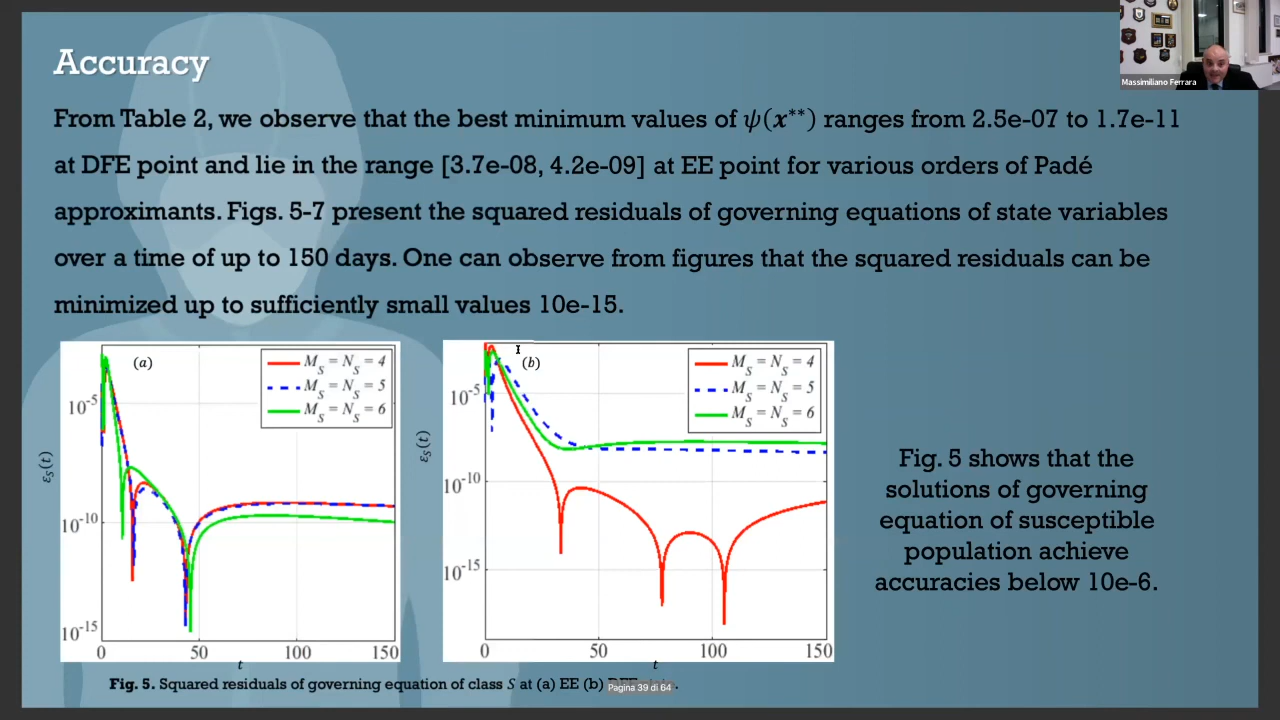 Accuracy
Massimiliano Ferrara
From Table 2, we observe that the best minimum values of ψ(x**) ranges from 2.5e-07 to 1.7e-11
at DFE point and lie in the range [3.7e-08, 4.2e-09] at EE point for various orders of Padé
approximants. Figs. 5-7 present the squared residuals of governing equations of state variables
over a time of up to 150 days. One can observe from figures that the squared residuals can be
minimized up to sufficiently small values 10e-15.
(a)
M_S = N_S = 4
M_S = N_S = 5
M_S = N_S = 6
10^-5
10^-10
10^-15
ε_S(t)
0 50 100 150
t
(b)
M_S = N_S = 4
M_S = N_S = 5
M_S = N_S = 6
10^-5
10^-10
10^-15
ε_S(t)
0 50 100 150
t
Fig. 5 shows that the
solutions of governing
equation of susceptible
population achieve
accuracies below 10e-6.
Fig. 5. Squared residuals of governing equation of class S at (a) EE (b)
Pagina 39 di 64